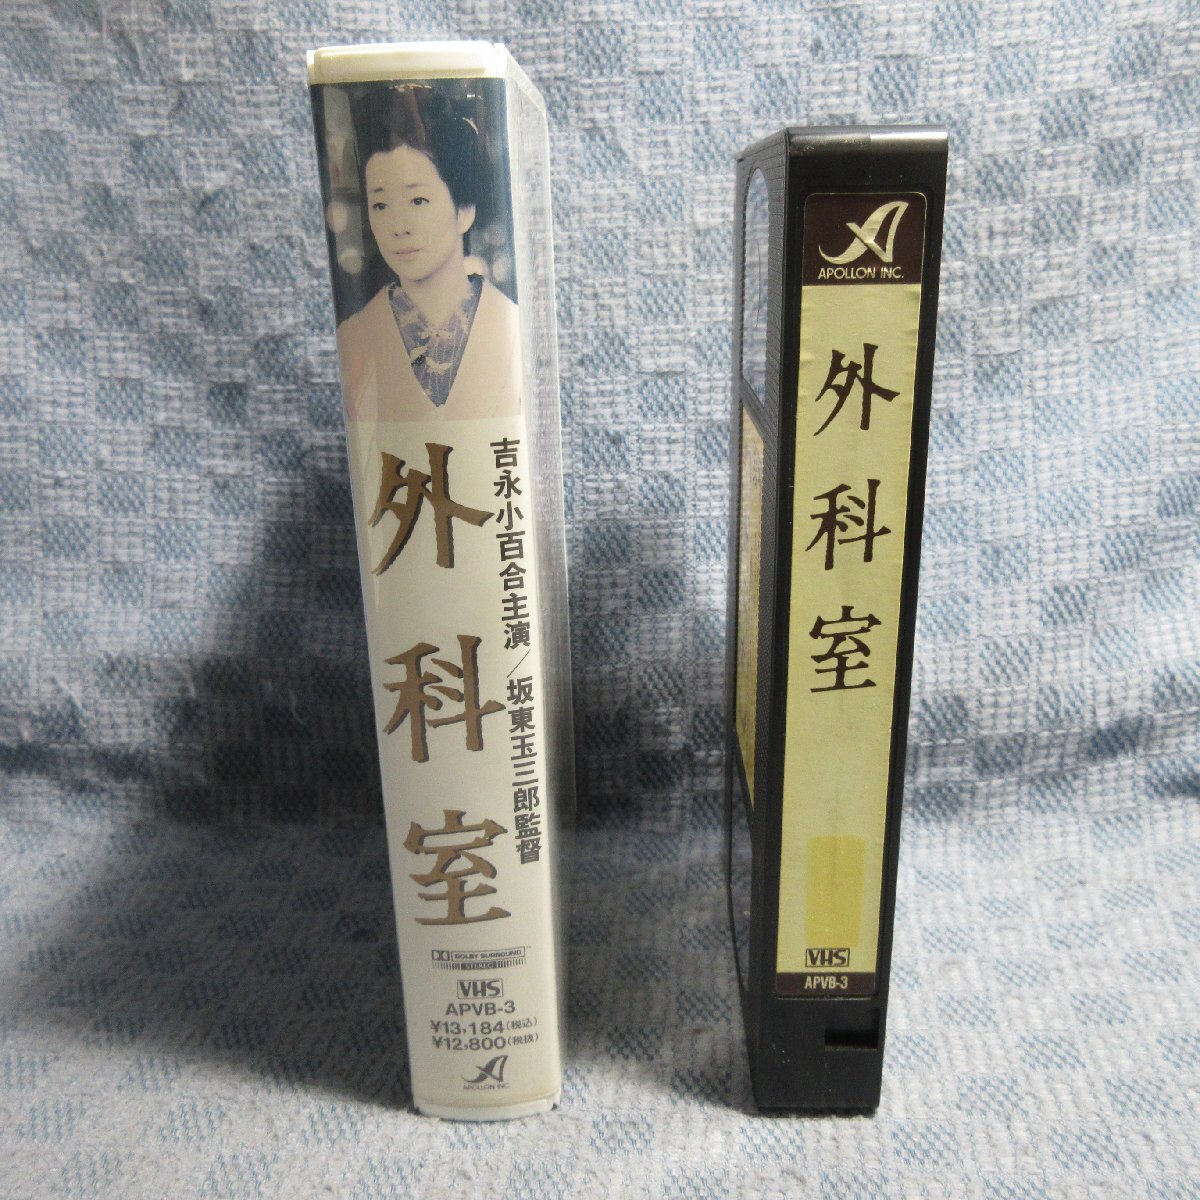 外科室
吉永小百合主演／坂東玉三郎監督
DOLBY SURROUND
STEREO
VHS
APVB-3
¥13,184(税込)
¥12,800(税抜)
APOLLON INC.
APOLLON INC.
外科室
VHS
APVB-3